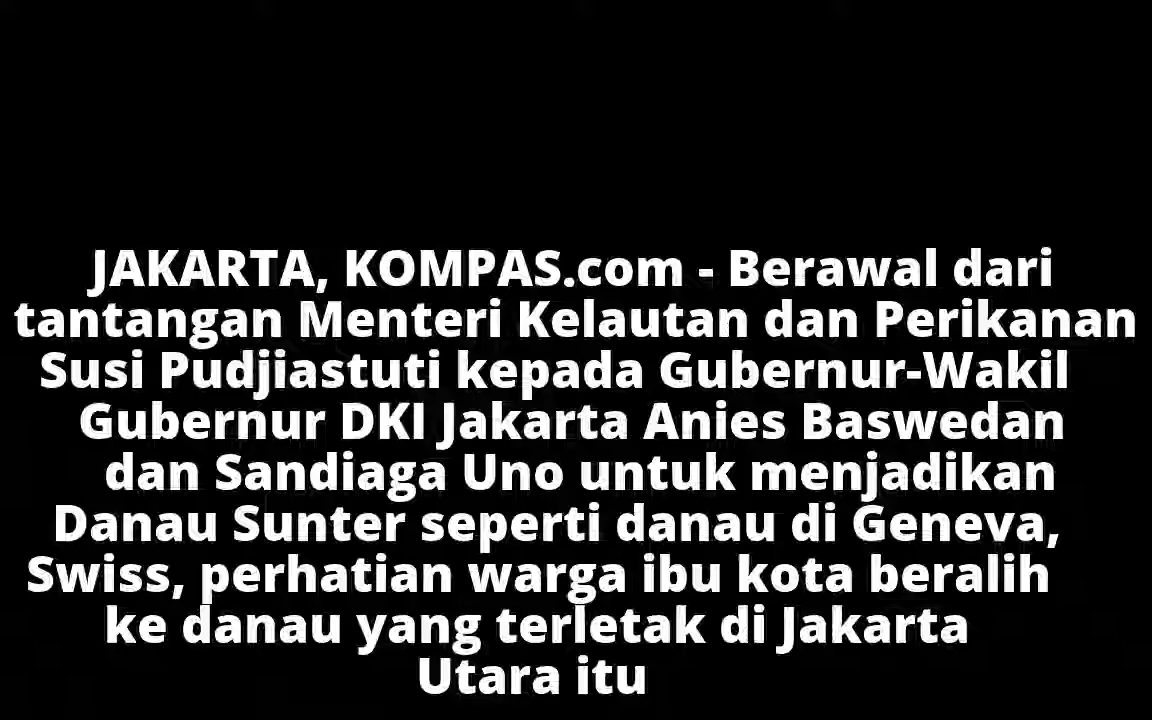 JAKARTA, KOMPAS.com - Berawal dari
tantangan Menteri Kelautan dan Perikanan
Susi Pudjiastuti kepada Gubernur-Wakil
Gubernur DKI Jakarta Anies Baswedan
dan Sandiaga Uno untuk menjadikan
Danau Sunter seperti danau di Geneva,
Swiss, perhatian warga ibu kota beralih
ke danau yang terletak di Jakarta
Utara itu